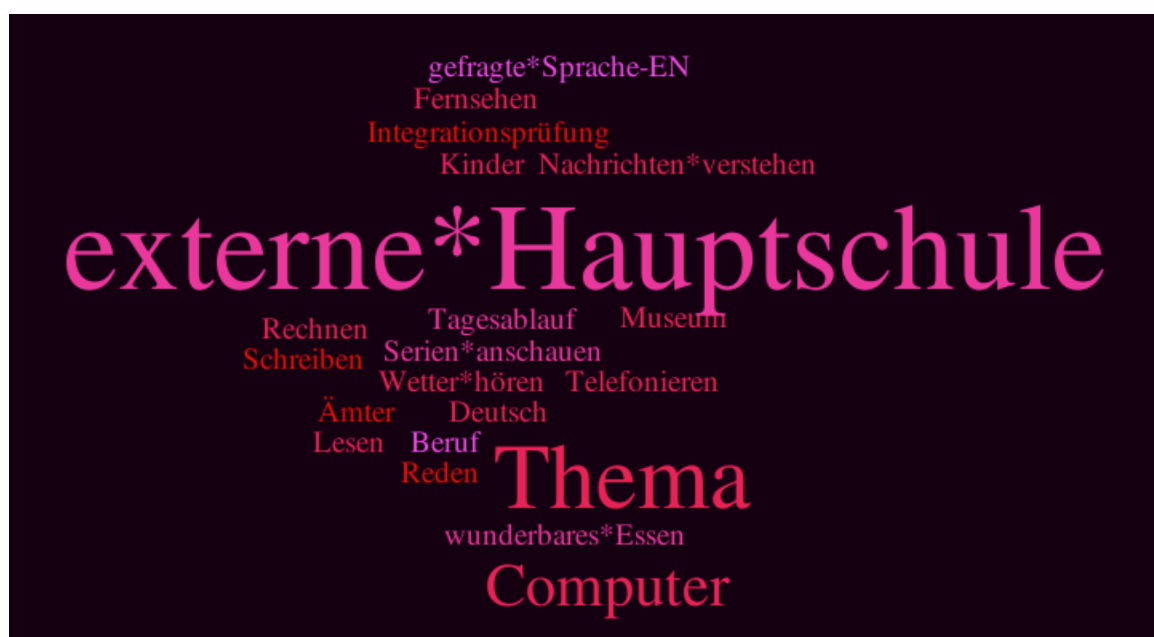 gefragte*Sprache-EN
Fernsehen
Integrationsprüfung
Kinder Nachrichten*verstehen
externe*Hauptschule
Rechnen Tagesablauf Museum
Schreiben Serien*anschauen
Wetter*hören Telefonieren
Ämter Deutsch
Lesen Beruf
Reden Thema
wunderbares*Essen
Computer